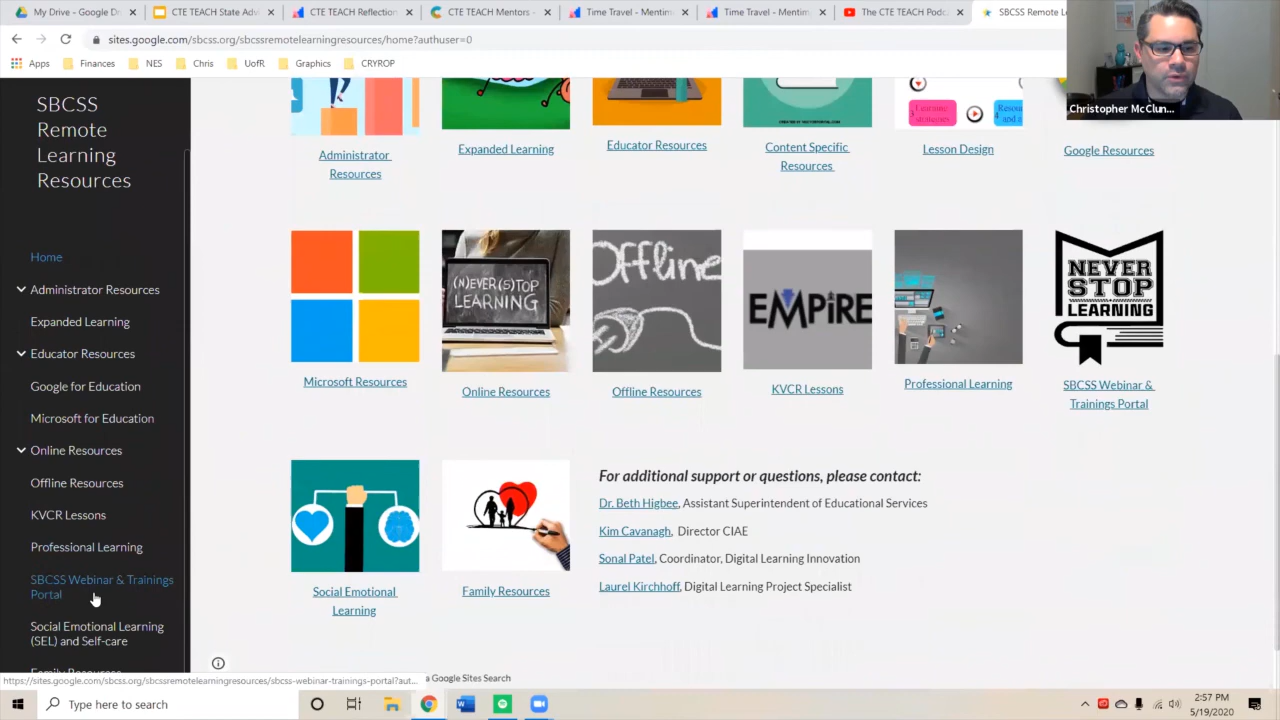 My Drive - Google D
CTE TEACH State Advi
CTE TEACH Reflection
CTE TEACH Mentors -
Time Travel - Mentim
Time Travel - Mentim
The CTE TEACH Podc
SBCSS Remote L
sites.google.com/sbcss.org/sbcssremotelearningresources/home?authuser=0
Apps
Finances
NES
Chris
UofR
Graphics
CRYROP
Christopher McClun...
SBCSS
Remote
Learning
Resources
Home
Administrator Resources
Expanded Learning
Educator Resources
Google for Education
Microsoft for Education
Online Resources
Offline Resources
KVCR Lessons
Professional Learning
SBCSS Webinar & Trainings
Portal
Social Emotional Learning
(SEL) and Self-care
Family Resources
Administrator
Resources
Expanded Learning
Educator Resources
Content Specific
Resources
Lesson Design
Google Resources
Microsoft Resources
(N)EVER(S)TOP
LEARNING
Online Resources
Offline
Offline Resources
EMPIRE
KVCR Lessons
Professional Learning
NEVER
STOP
LEARNING
SBCSS Webinar &
Trainings Portal
Social Emotional
Learning
Family Resources
For additional support or questions, please contact:
Dr. Beth Higbee, Assistant Superintendent of Educational Services
Kim Cavanagh, Director CIAE
Sonal Patel, Coordinator, Digital Learning Innovation
Laurel Kirchhoff, Digital Learning Project Specialist
https://sites.google.com/sbcss.org/sbcssremotelearningresources/sbcss-webinar-trainings-portal?aut...
a Google Sites Search
Type here to search
2:57 PM
5/19/2020